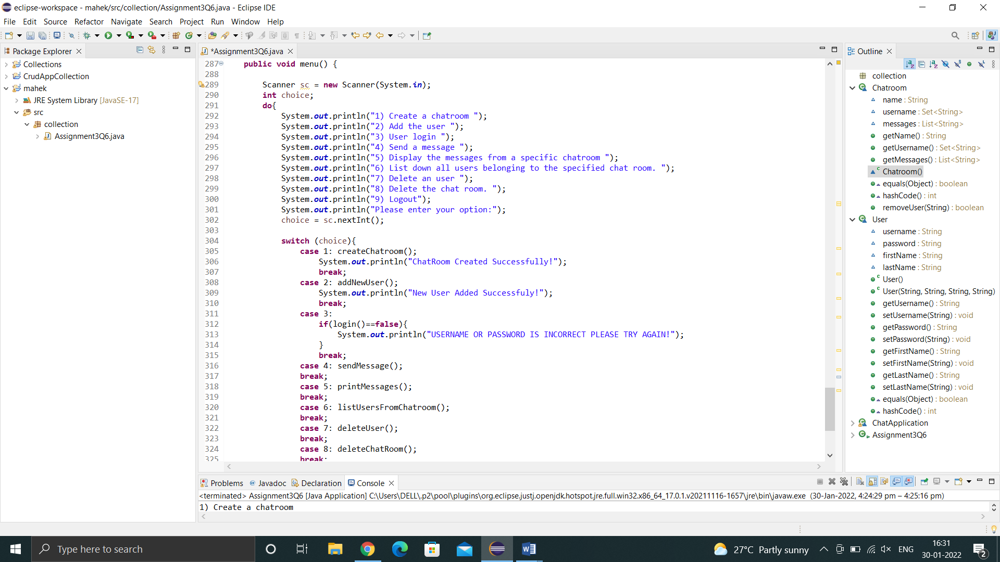 eclipse-workspace - mahek/src/collection/Assignment3Q6.java - Eclipse IDE
File Edit Source Refactor Navigate Search Project Run Window Help
Package Explorer
Collections
CrudAppCollection
mahek
JRE System Library [JavaSE-17]
src
collection
Assignment3Q6.java
*Assignment3Q6.java
287 public void menu() {
288
289 Scanner sc = new Scanner(System.in);
290 int choice;
291 do{
292 System.out.println("1) Create a chatroom ");
293 System.out.println("2) Add the user ");
294 System.out.println("3) User login ");
295 System.out.println("4) Send a message ");
296 System.out.println("5) Display the messages from a specific chatroom ");
297 System.out.println("6) List down all users belonging to the specified chat room. ");
298 System.out.println("7) Delete an user ");
299 System.out.println("8) Delete the chat room. ");
300 System.out.println("9) Logout");
301 System.out.println("Please enter your option:");
302 choice = sc.nextInt();
303
304 switch (choice){
305 case 1: createChatroom();
306 System.out.println("ChatRoom Created Successfully!");
307 break;
308 case 2: addNewUser();
309 System.out.println("New User Added Successfuly!");
310 break;
311 case 3:
312 if(login()==false){
313 System.out.println("USERNAME OR PASSWORD IS INCORRECT PLEASE TRY AGAIN!");
314 }
315 break;
316 case 4: sendMessage();
317 break;
318 case 5: printMessages();
319 break;
320 case 6: listUsersFromChatroom();
321 break;
322 case 7: deleteUser();
323 break;
324 case 8: deleteChatRoom();
325 break;
Outline
collection
Chatroom
name : String
username : Set<String>
messages : List<String>
getName() : String
getUsername() : Set<String>
getMessages() : List<String>
Chatroom()
equals(Object) : boolean
hashCode() : int
removeUser(String) : boolean
User
username : String
password : String
firstName : String
lastName : String
User()
User(String, String, String, String)
getUsername() : String
setUsername(String) : void
getPassword() : String
setPassword(String) : void
getFirstName() : String
setFirstName(String) : void
getLastName() : String
setLastName(String) : void
equals(Object) : boolean
hashCode() : int
ChatApplication
Assignment3Q6
Problems Javadoc Declaration Console
<terminated> Assignment3Q6 [Java Application] C:\Users\DELL\.p2\pool\plugins\org.eclipse.justj.openjdk.hotspot.jre.full.win32.x86_64_17.0.1.v20211116-1657\jre\bin\javaw.exe (30-Jan-2022, 4:24:29 pm – 4:25:16 pm)
1) Create a chatroom
Type here to search
27°C Partly sunny
ENG
16:31
30-01-2022
2